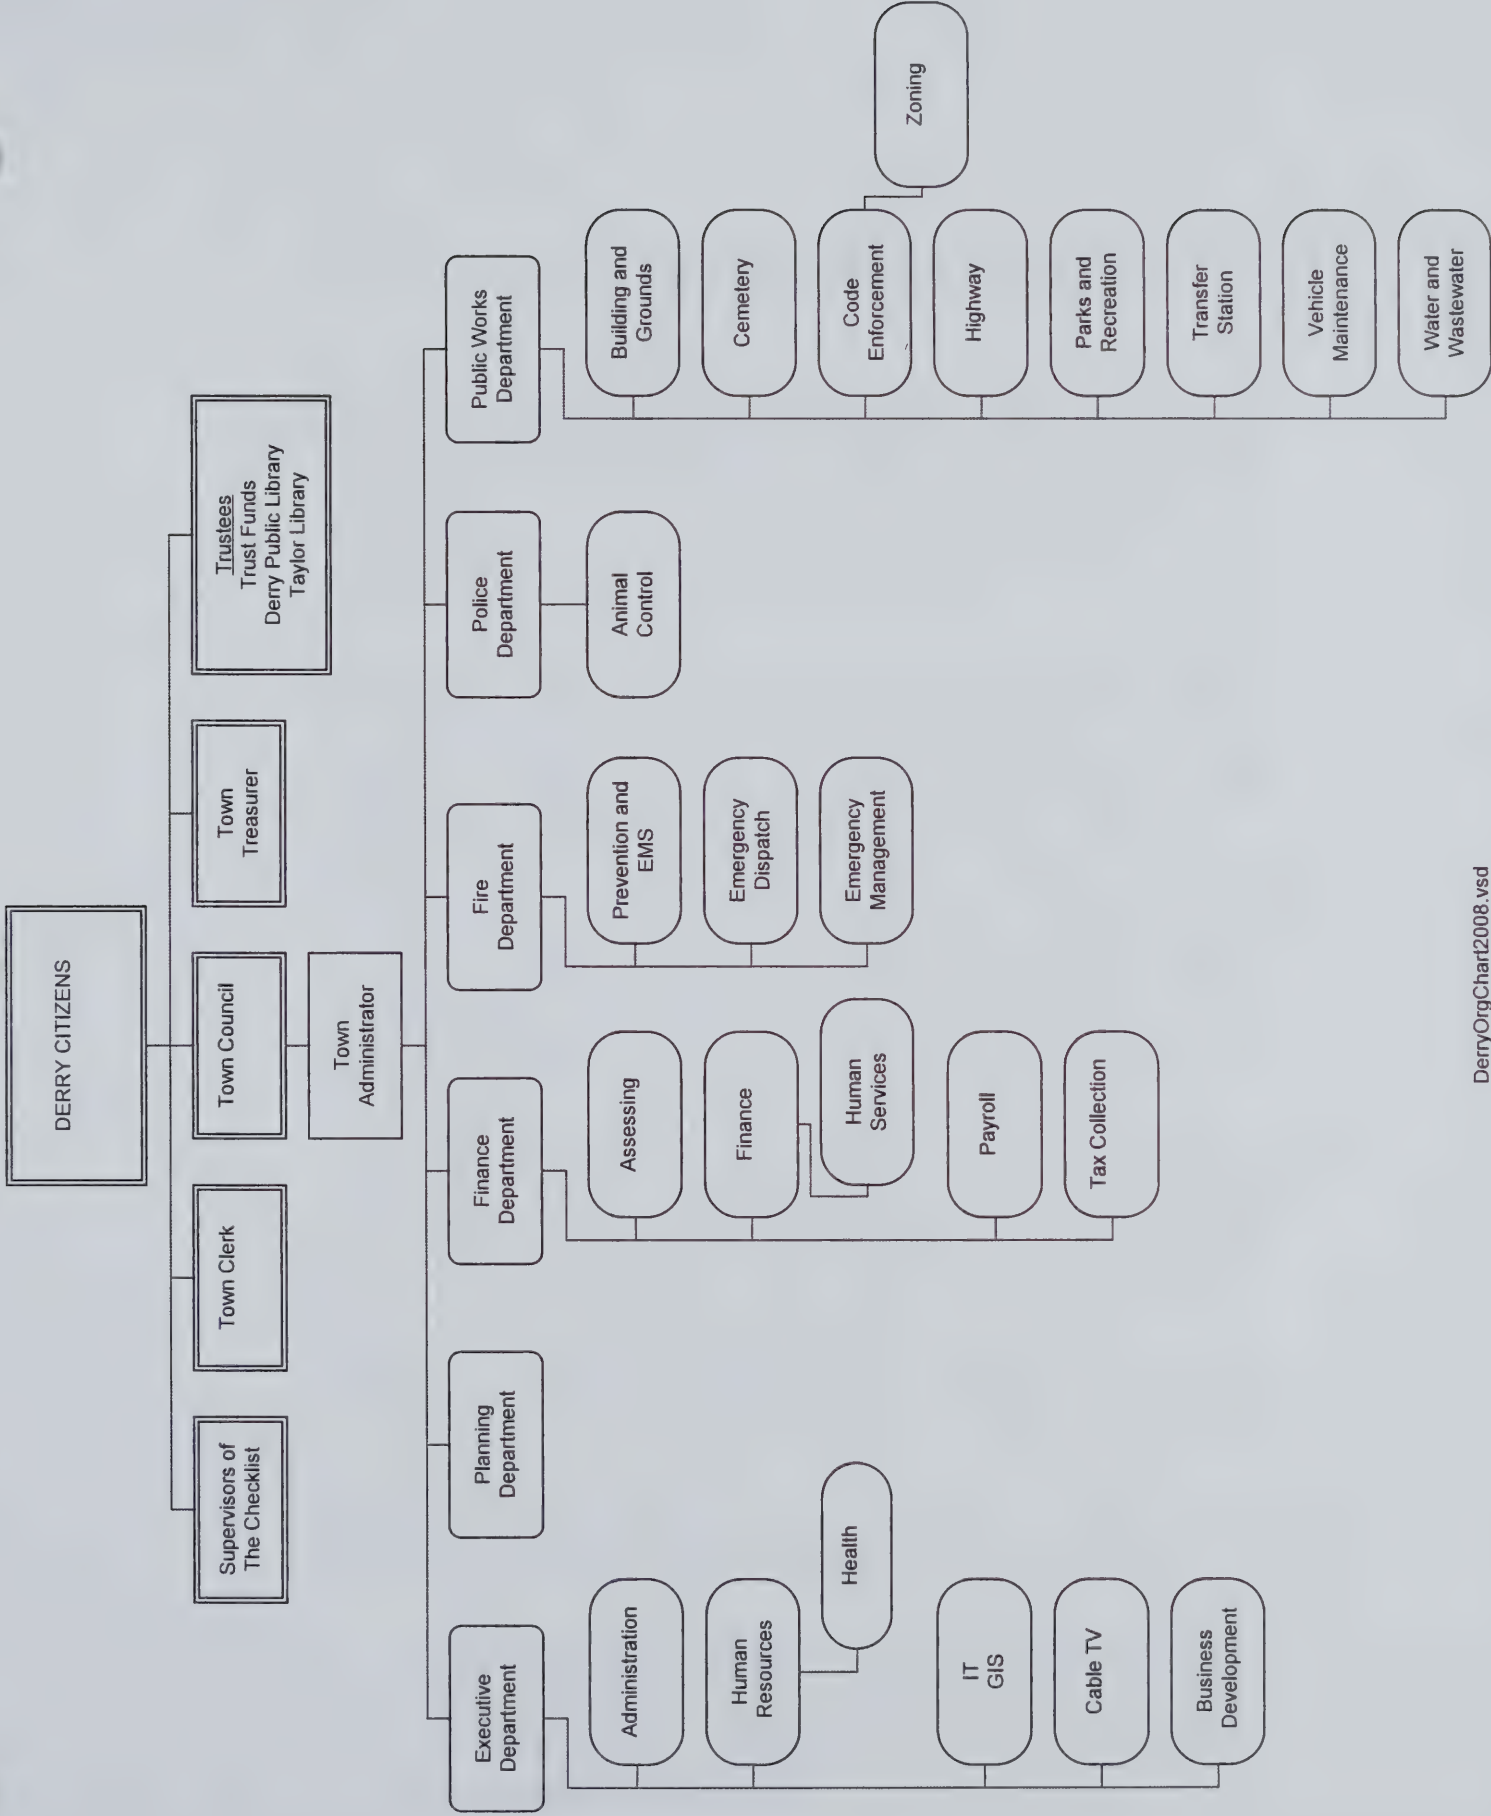 DERRY CITIZENS
Supervisors of
The Checklist
Town Clerk
Town Council
Town
Treasurer
Trustees
Trust Funds
Derry Public Library
Taylor Library
Town
Administrator
Executive
Department
Planning
Department
Finance
Department
Fire
Department
Police
Department
Public Works
Department
Administration
Human
Resources
Health
IT
GIS
Cable TV
Business
Development
Assessing
Finance
Human
Services
Payroll
Tax Collection
Prevention and
EMS
Emergency
Dispatch
Emergency
Management
Animal
Control
Building and
Grounds
Cemetery
Code
Enforcement
Zoning
Highway
Parks and
Recreation
Transfer
Station
Vehicle
Maintenance
Water and
Wastewater
DerryOrgChart2008.vsd